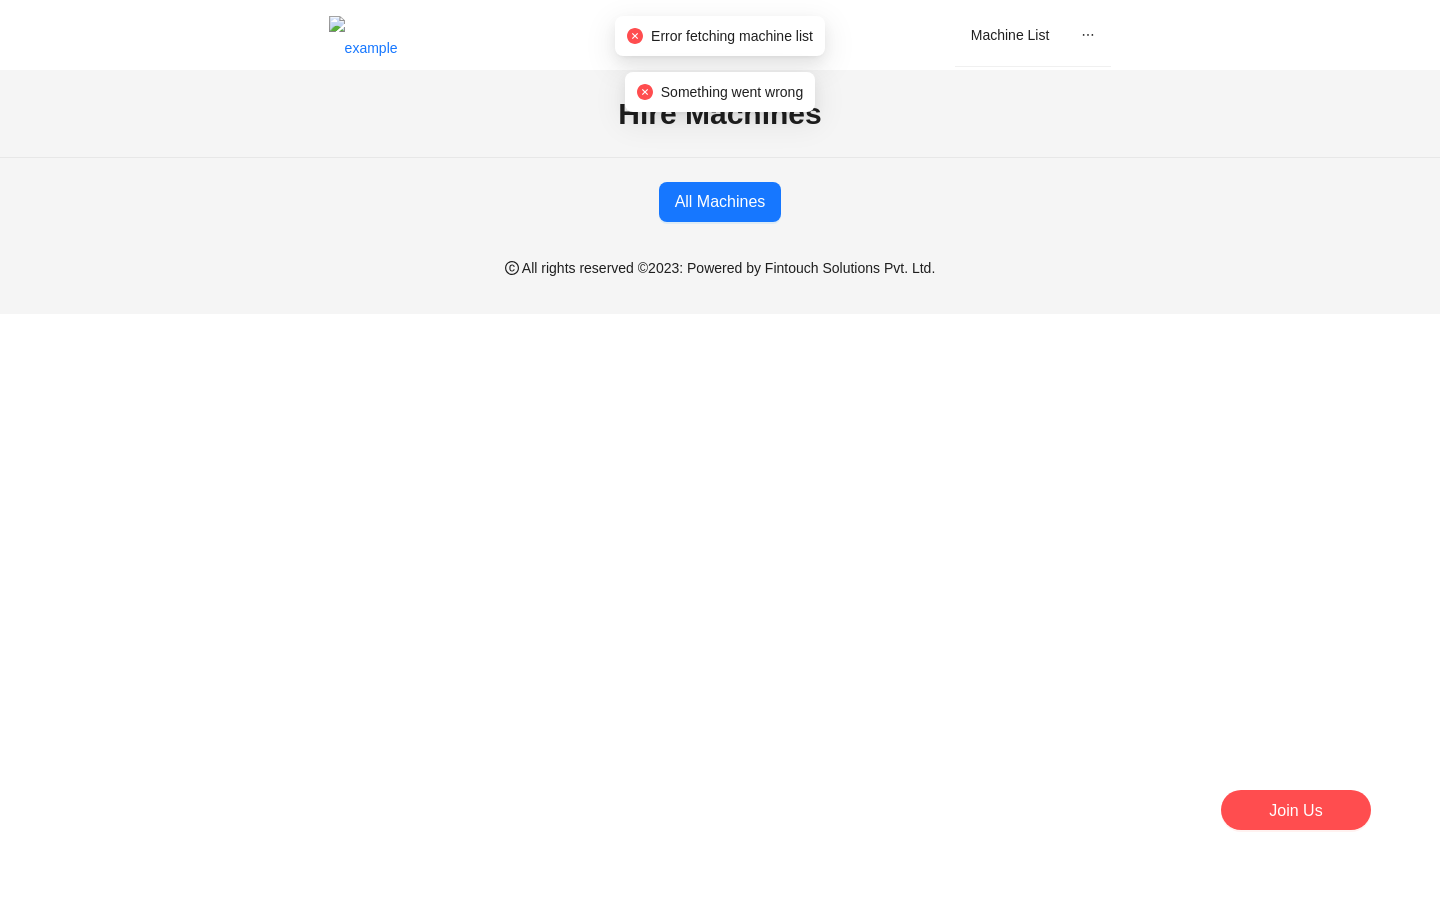 example
Error fetching machine list
Machine List
Something went wrong
Hire Machines
All Machines
All rights reserved ©2023: Powered by Fintouch Solutions Pvt. Ltd.
Join Us